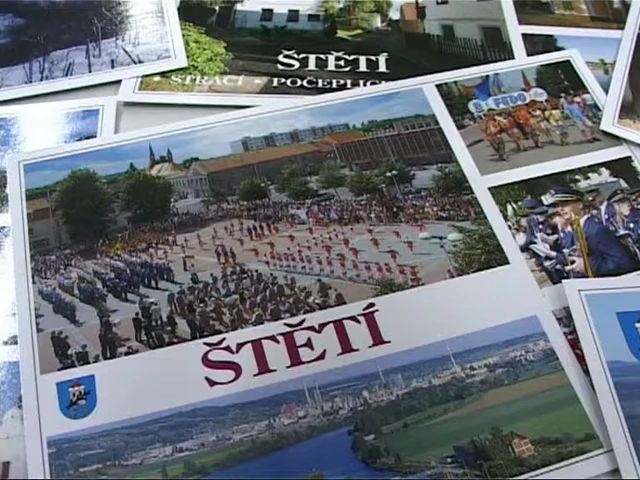 ŠTĚTÍ
• STRAČÍ • POČEPLICE
FEDO
ŠTĚTÍ